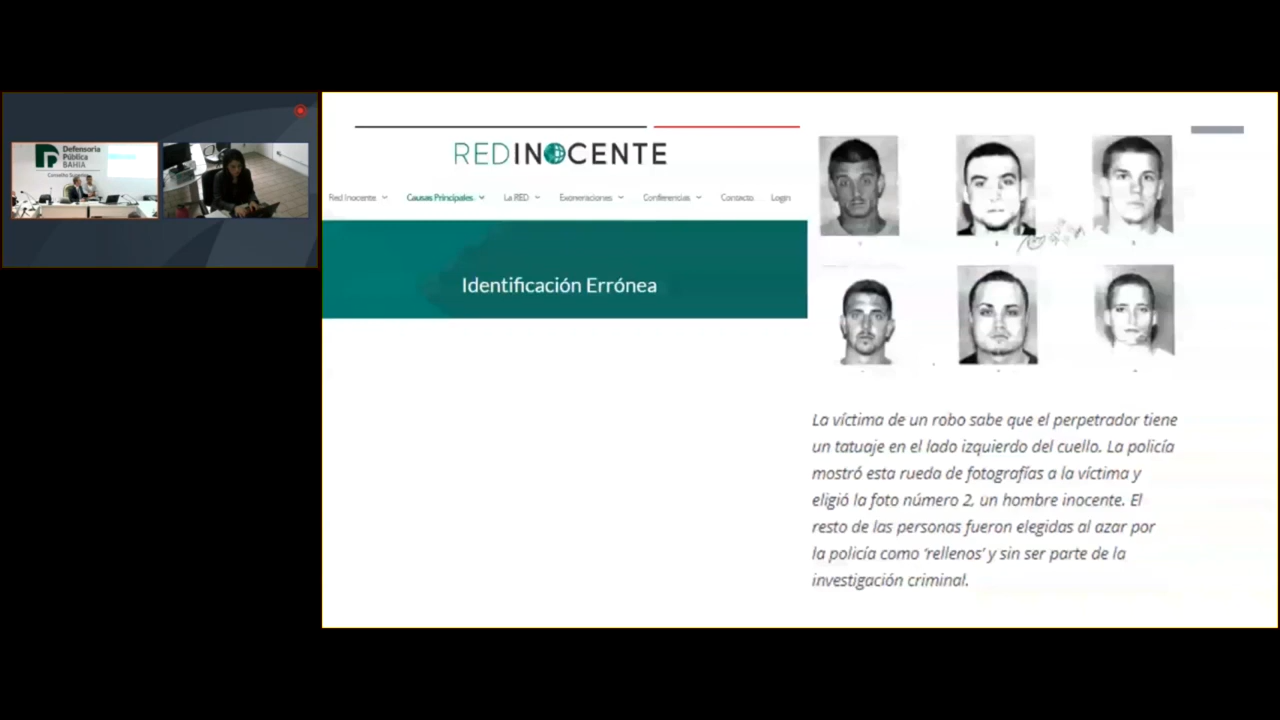 Defensoria
Pública
BAHIA
REDINOCENTE
Red Inocente
Causas Principales
La RED
Exoneraciones
Conferencias
Contacto
Login
Identificación Errónea
La víctima de un robo sabe que el perpetrador tiene
un tatuaje en el lado izquierdo del cuello. La policía
mostró esta rueda de fotografías a la víctima y
eligió la foto número 2, un hombre inocente. El
resto de las personas fueron elegidas al azar por
la policía como ‘rellenos’ y sin ser parte de la
investigación criminal.